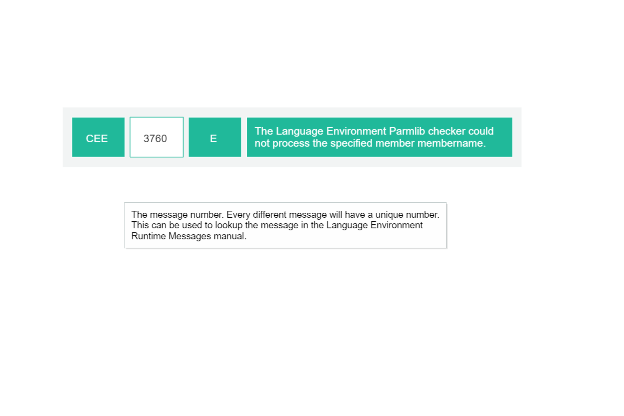 CEE 3760 E The Language Environment Parmlib checker could
not process the specified member membername.
The message number. Every different message will have a unique number.
This can be used to lookup the message in the Language Environment
Runtime Messages manual.